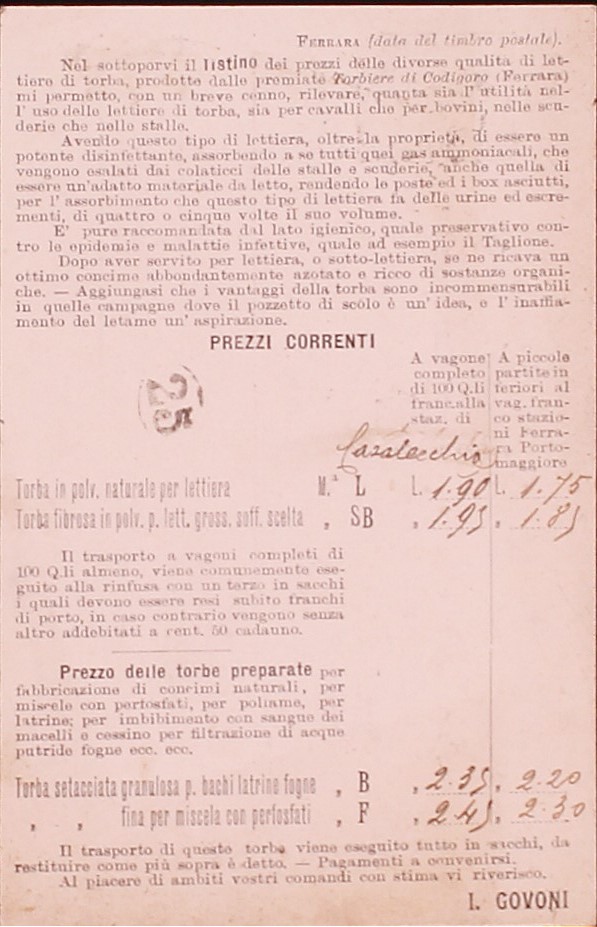 FERRARA (data del timbro postale).
Nel sottoporvi il listino dei prezzi delle diverse qualità di let-
tiere di torba, prodotte dalle premiate Torbiere di Codigoro (Ferrara)
mi permetto, con un breve cenno, rilevare, quanta sia l' utilità nel-
l' uso delle lettiere di torba, sia per cavalli che per bovini, nelle scu-
derie che nelle stalle.
Avendo questo tipo di lettiera, oltre la proprietà, di essere un
potente disinfettante, assorbendo a se tutti quei gas ammoniacali, che
vengono esalati dai colaticci delle stalle e scuderie, anche quella di
essere un'adatto materiale da letto, rendendo le poste ed i box asciutti,
per l' assorbimento che questo tipo di lettiera fa delle urine ed escre-
menti, di quattro o cinque volte il suo volume.
E' pure raccomandata dal lato igienico, quale preservativo con-
tro le epidemie e malattie infettive, quale ad esempio il Taglione.
Dopo aver servito per lettiera, o sotto-lettiera, se ne ricava un
ottimo concime abbondantemente azotato e ricco di sostanze organi-
che. — Aggiungasi che i vantaggi della torba sono incommensurabili
in quelle campagne dove il pozzetto di scolo è un' idea, e l' inaffia-
mento del letame un' aspirazione.
PREZZI CORRENTI
25
A vagone
completo
di 100 Q.li
franc. alla
staz. di
Casalecchio
A piccole
partite in
feriori al
vag. fran-
co stazio-
ni Ferra-
ra Porto-
maggiore
Torba in polv. naturale per lettiera M.a L L. 1.90 L. 1.75
Torba fibrosa in polv. p. lett. gross. soff. scelta „ SB „ 1.95 „ 1.85
Il trasporto a vagoni completi di
100 Q.li almeno, viene comunemente ese-
guito alla rinfusa con un terzo in sacchi
i quali devono essere resi subito franchi
di porto, in caso contrario vengono senza
altro addebitati a cent. 50 cadauno.
Prezzo delle torbe preparate per
fabbricazione di concimi naturali, per
miscele con perfosfati, per poliame, per
latrine; per imbibimento con sangue dei
macelli e cessino per filtrazione di acque
putride fogne ecc. ecc.
Torba setacciata granulosa p. bachi latrine fogne „ B „ 2.35 „ 2.20
„ „ fina per miscela con perfosfati „ F „ 2.45 „ 2.30
Il trasporto di queste torbe viene eseguito tutto in sacchi, da
restituire come più sopra è detto. — Pagamenti a convenirsi.
Al piacere di ambiti vostri comandi con stima vi riverisco.
I. GOVONI